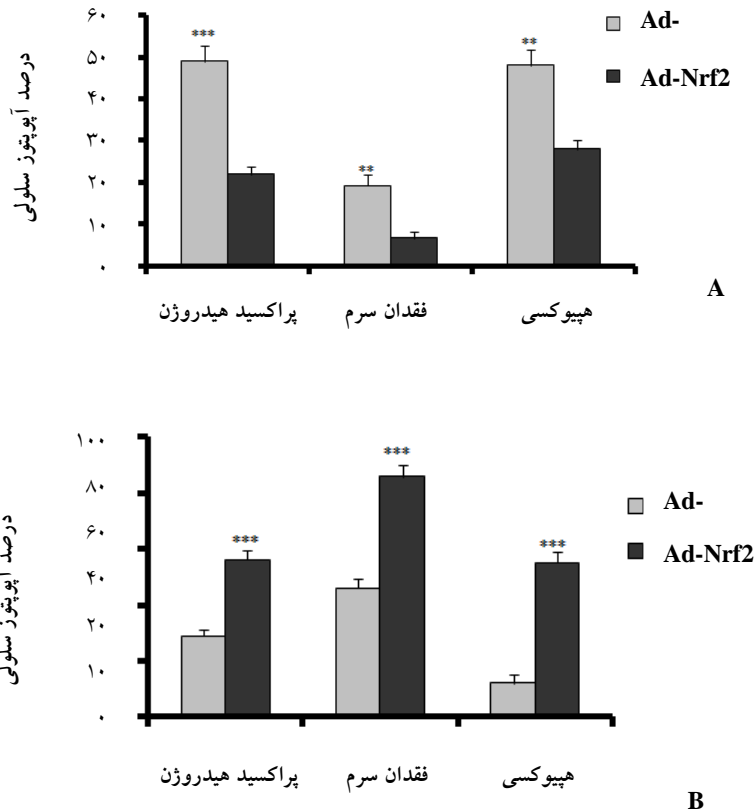 درصد آپوپتوز سلولی
۶۰
۵۰
۴۰
۳۰
۲۰
۱۰
۰
***
**
**
Ad-
Ad-Nrf2
پراکسید هیدروژن
فقدان سرم
هیپوکسی
A
درصد آپوپتوز سلولی
۱۰۰
۸۰
۶۰
۴۰
۲۰
۱۰
۰
***
***
***
Ad-
Ad-Nrf2
پراکسید هیدروژن
فقدان سرم
هیپوکسی
B